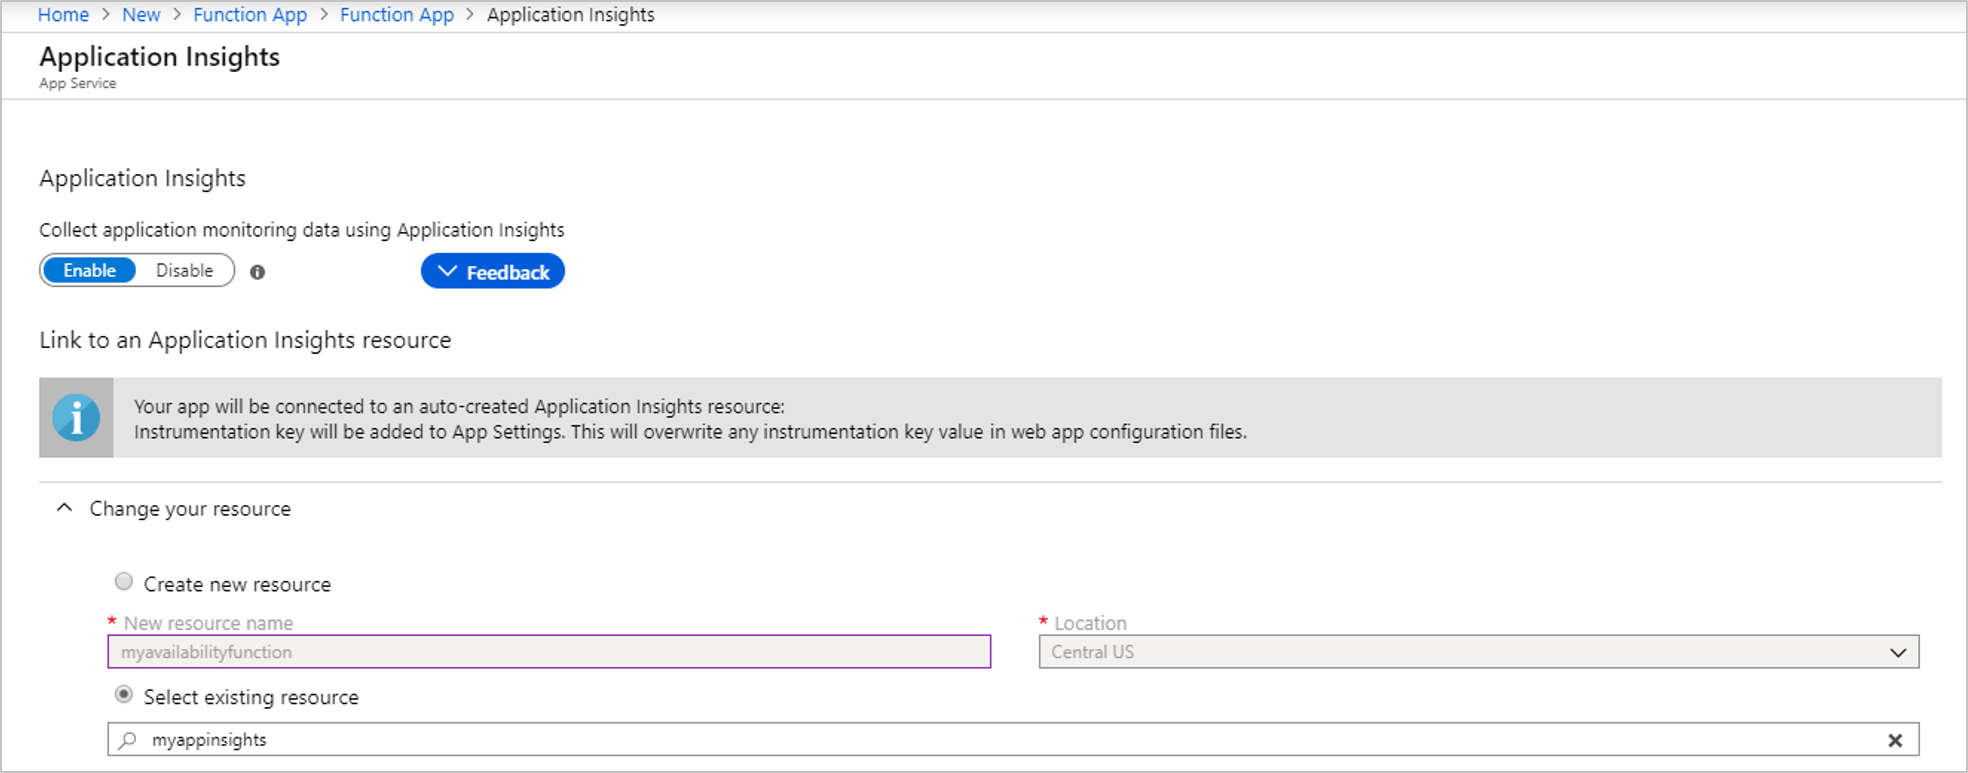 Home > New > Function App > Function App > Application Insights
Application Insights
App Service
Application Insights
Collect application monitoring data using Application Insights
Enable Disable Feedback
Link to an Application Insights resource
Your app will be connected to an auto-created Application Insights resource:
Instrumentation key will be added to App Settings. This will overwrite any instrumentation key value in web app configuration files.
Change your resource
Create new resource
* New resource name * Location
myavailabilityfunction Central US
Select existing resource
myappinsights